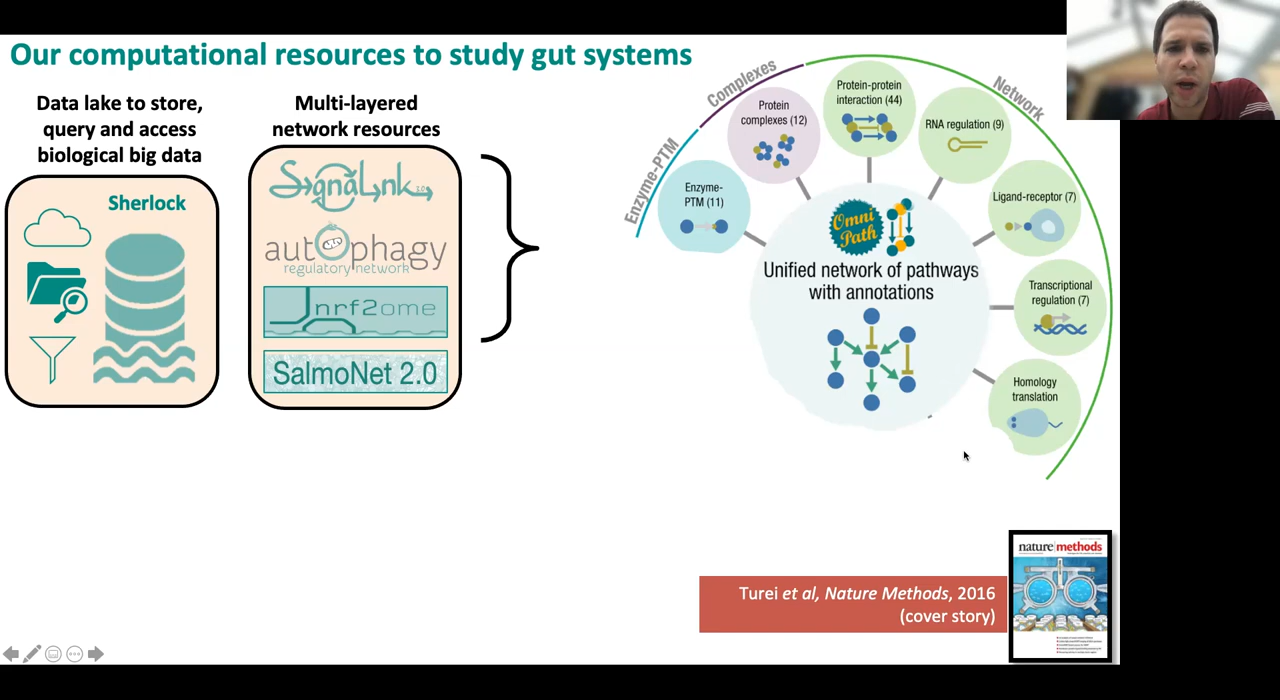 Our computational resources to study gut systems
Data lake to store,
query and access
biological big data
Sherlock
Multi-layered
network resources
SignaLink 3.0
autophagy
regulatory network
nrf2ome
SalmoNet 2.0
Enzyme-PTM
Complexes
Network
Enzyme-
PTM (11)
Protein
complexes (12)
Protein-protein
interaction (44)
RNA regulation (9)
Ligand-receptor (7)
Transcriptional
regulation (7)
Homology
translation
Omni
Path
Unified network of pathways
with annotations
Turei et al, Nature Methods, 2016
(cover story)
nature methods